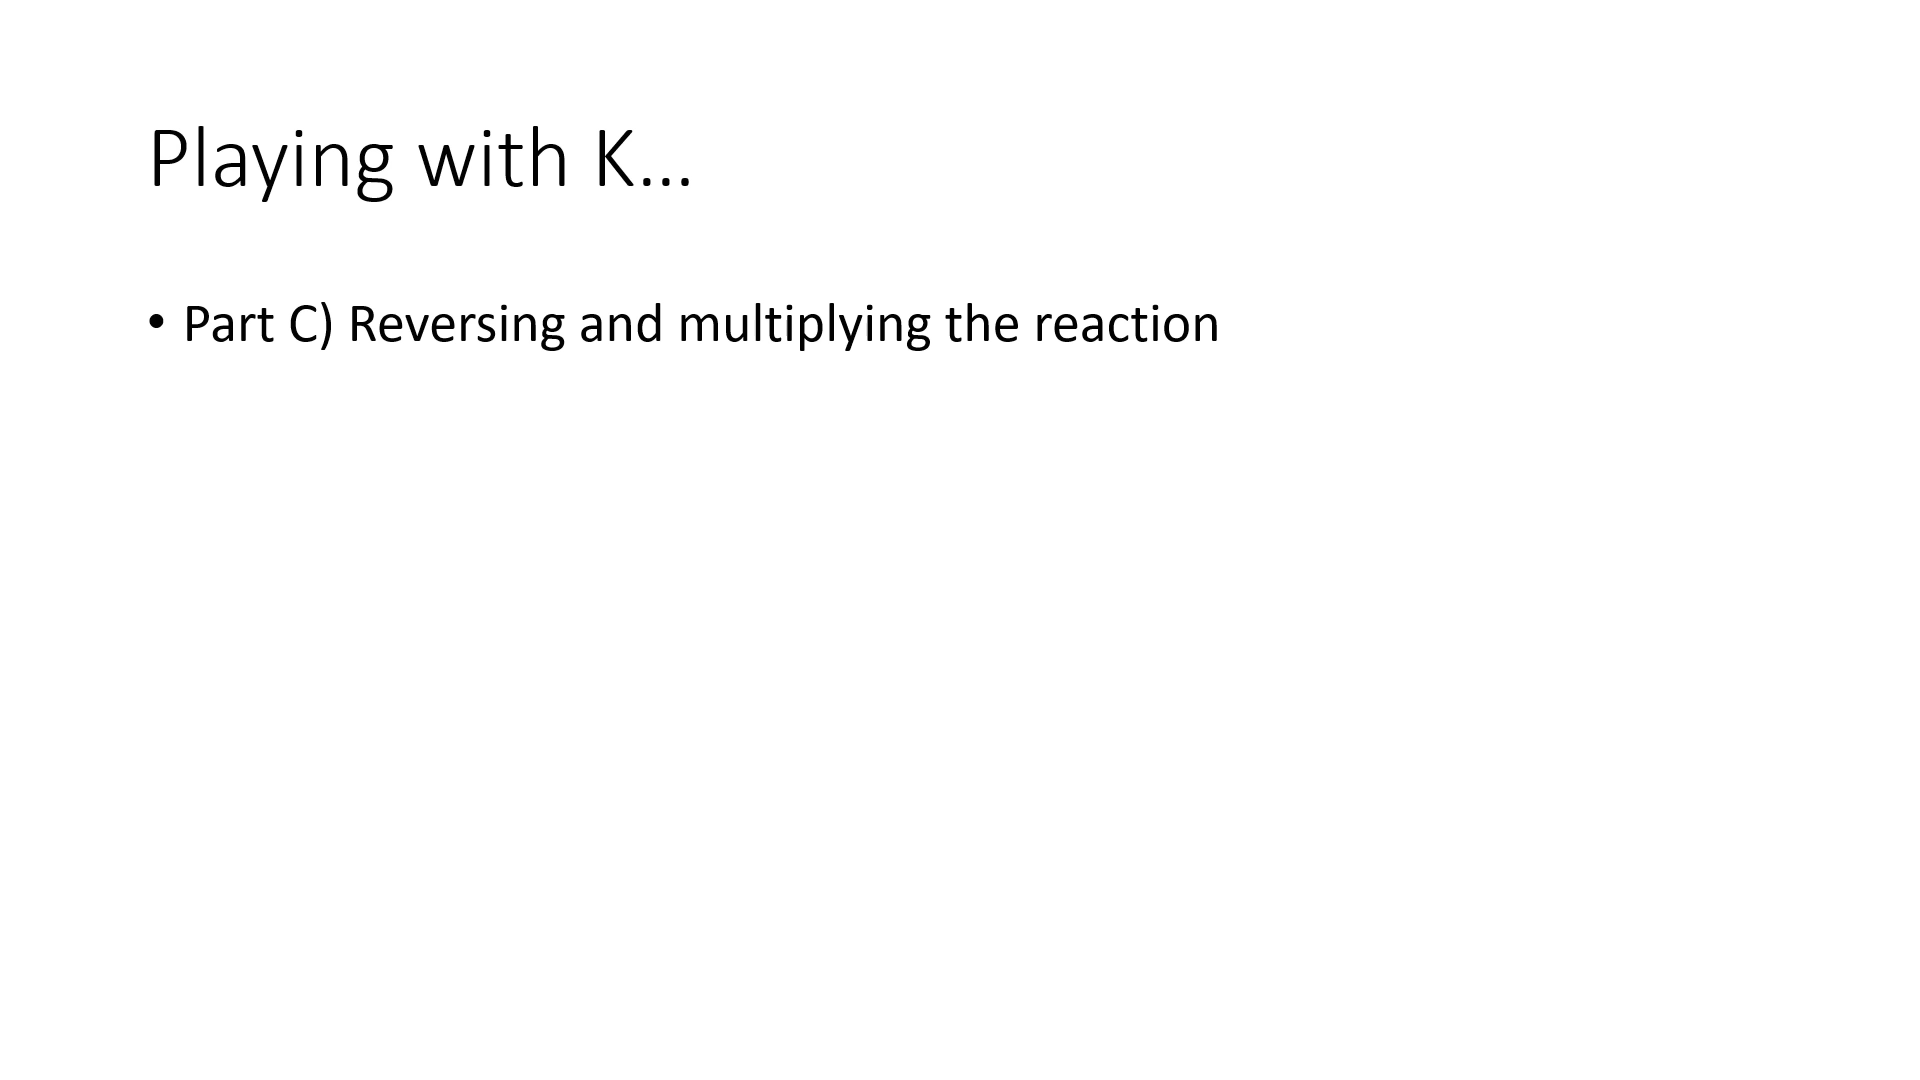 Playing with K…
• Part C) Reversing and multiplying the reaction